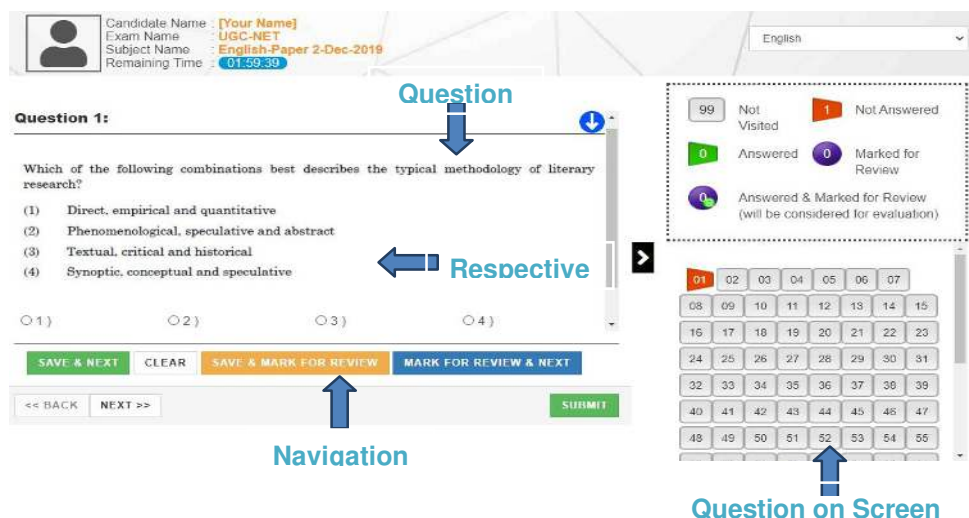 Candidate Name : [Your Name]
Exam Name : UGC-NET
Subject Name : English-Paper 2-Dec-2019
Remaining Time : 01:59:39
English
Question
Question 1:
Which of the following combinations best describes the typical methodology of literary
research?
(1) Direct, empirical and quantitative
(2) Phenomenological, speculative and abstract
(3) Textual, critical and historical
(4) Synoptic, conceptual and speculative
Respective
1) 2) 3) 4)
SAVE & NEXT CLEAR SAVE & MARK FOR REVIEW MARK FOR REVIEW & NEXT
<< BACK NEXT >> SUBMIT
Navigation
99 Not
Visited
1 Not Answered
0 Answered
0 Marked for
Review
0 Answered & Marked for Review
(will be considered for evaluation)
01 02 03 04 05 06 07
08 09 10 11 12 13 14 15
16 17 18 19 20 21 22 23
24 25 26 27 28 29 30 31
32 33 34 35 36 37 38 39
40 41 42 43 44 45 46 47
48 49 50 51 52 53 54 55
Question on Screen